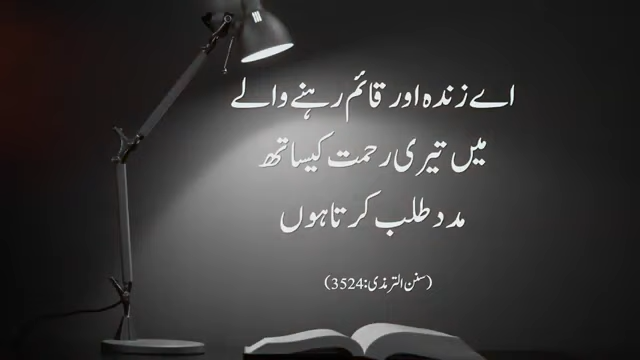 اے زندہ اور قائم رہنے والے
میں تیری رحمت کیساتھ
مدد طلب کرتا ہوں
(سنن الترمذی:3524)